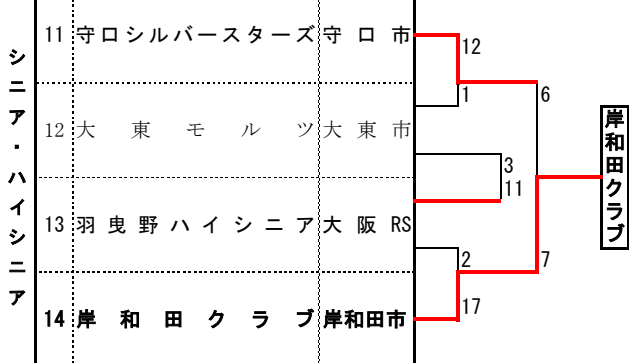 シニア・ハイシニア
11 守口シルバースターズ 守口市
12 大東モルツ 大東市
13 羽曳野ハイシニア 大阪RS
14 岸和田クラブ 岸和田市
12
1
6
3
11
2
7
17
岸和田クラブ